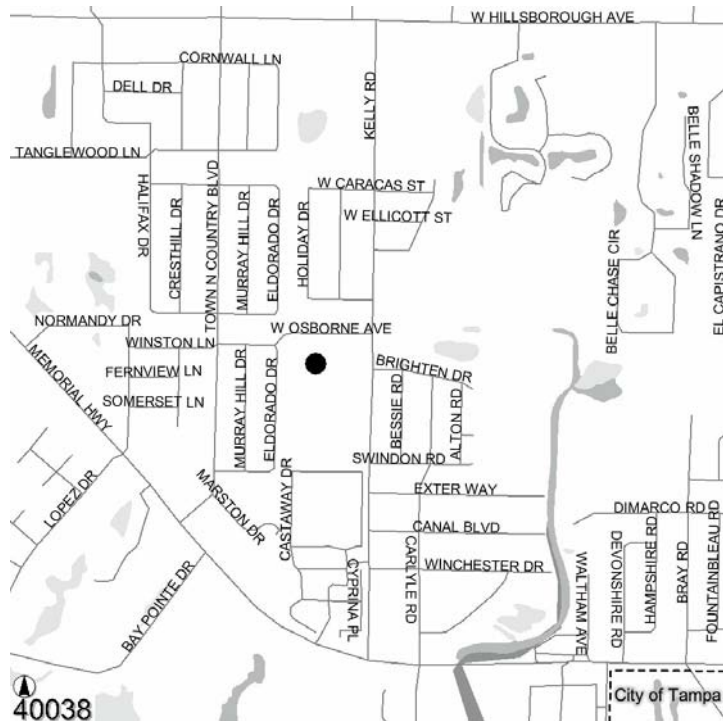 W HILLSBOROUGH AVE
CORNWALL LN
DELL DR
KELLY RD
BELLE SHADOW LN
TANGLEWOOD LN
HALIFAX DR
TOWN N COUNTRY BLVD
W CARACAS ST
W ELLICOTT ST
CRESTHILL DR
MURRAY HILL DR
ELDORADO DR
HOLIDAY DR
BELLE CHASE CIR
EL CAPISTRANO DR
NORMANDY DR
W OSBORNE AVE
WINSTON LN
MEMORIAL HWY
FERNVIEW LN
BRIGHTEN DR
SOMERSET LN
MURRAY HILL DR
ELDORADO DR
BESSIE RD
ALTON RD
SWINDON RD
LOPEZ DR
MARSTON DR
CASTAWAY DR
EXTER WAY
DIMARCO RD
CANAL BLVD
CARLYLE RD
CYPRINA PL
WINCHESTER DR
WALTHAM AVE
DEVONSHIRE RD
HAMPSHIRE RD
BRAY RD
FOUNTAINBLEAU RD
BAY POINTE DR
40038
City of Tampa